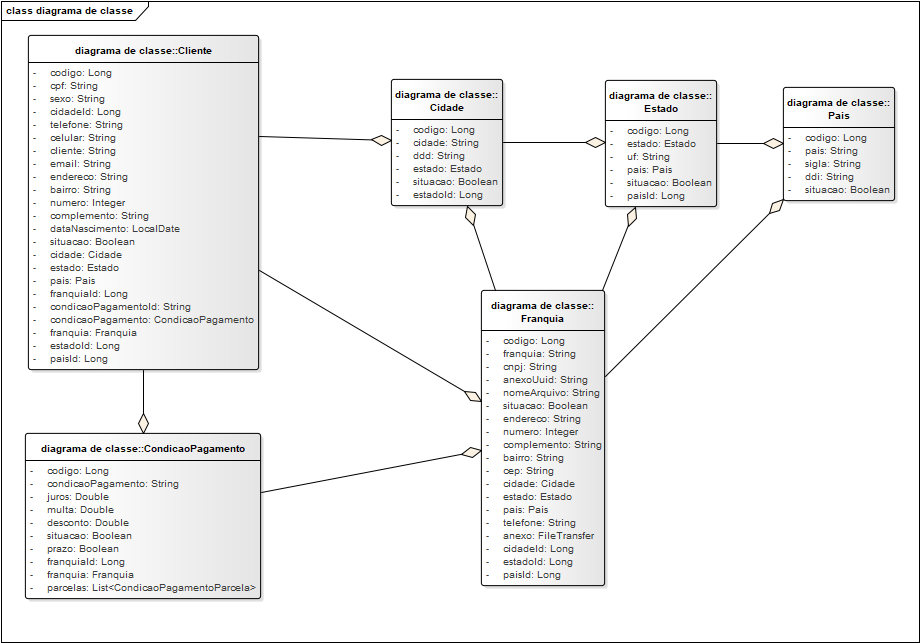 class diagrama de classe
diagrama de classe::Cliente
- codigo: Long
- cpf: String
- sexo: String
- cidadeId: Long
- telefone: String
- celular: String
- cliente: String
- email: String
- endereco: String
- bairro: String
- numero: Integer
- complemento: String
- dataNascimento: LocalDate
- situacao: Boolean
- cidade: Cidade
- estado: Estado
- pais: Pais
- franquiaId: Long
- condicaoPagamentoId: String
- condicaoPagamento: CondicaoPagamento
- franquia: Franquia
- estadoId: Long
- paisId: Long
diagrama de classe::
Cidade
- codigo: Long
- cidade: String
- ddd: String
- estado: Estado
- situacao: Boolean
- estadoId: Long
diagrama de classe::
Estado
- codigo: Long
- estado: Estado
- uf: String
- pais: Pais
- situacao: Boolean
- paisId: Long
diagrama de classe::
Pais
- codigo: Long
- pais: String
- sigla: String
- ddi: String
- situacao: Boolean
diagrama de classe::
Franquia
- codigo: Long
- franquia: String
- cnpj: String
- anexoUuid: String
- nomeArquivo: String
- situacao: Boolean
- endereco: String
- numero: Integer
- complemento: String
- bairro: String
- cep: String
- cidade: Cidade
- estado: Estado
- pais: Pais
- telefone: String
- anexo: FileTransfer
- cidadeId: Long
- estadoId: Long
- paisId: Long
diagrama de classe::CondicaoPagamento
- codigo: Long
- condicaoPagamento: String
- juros: Double
- multa: Double
- desconto: Double
- situacao: Boolean
- prazo: Boolean
- franquiaId: Long
- franquia: Franquia
- parcelas: List<CondicaoPagamentoParcela>